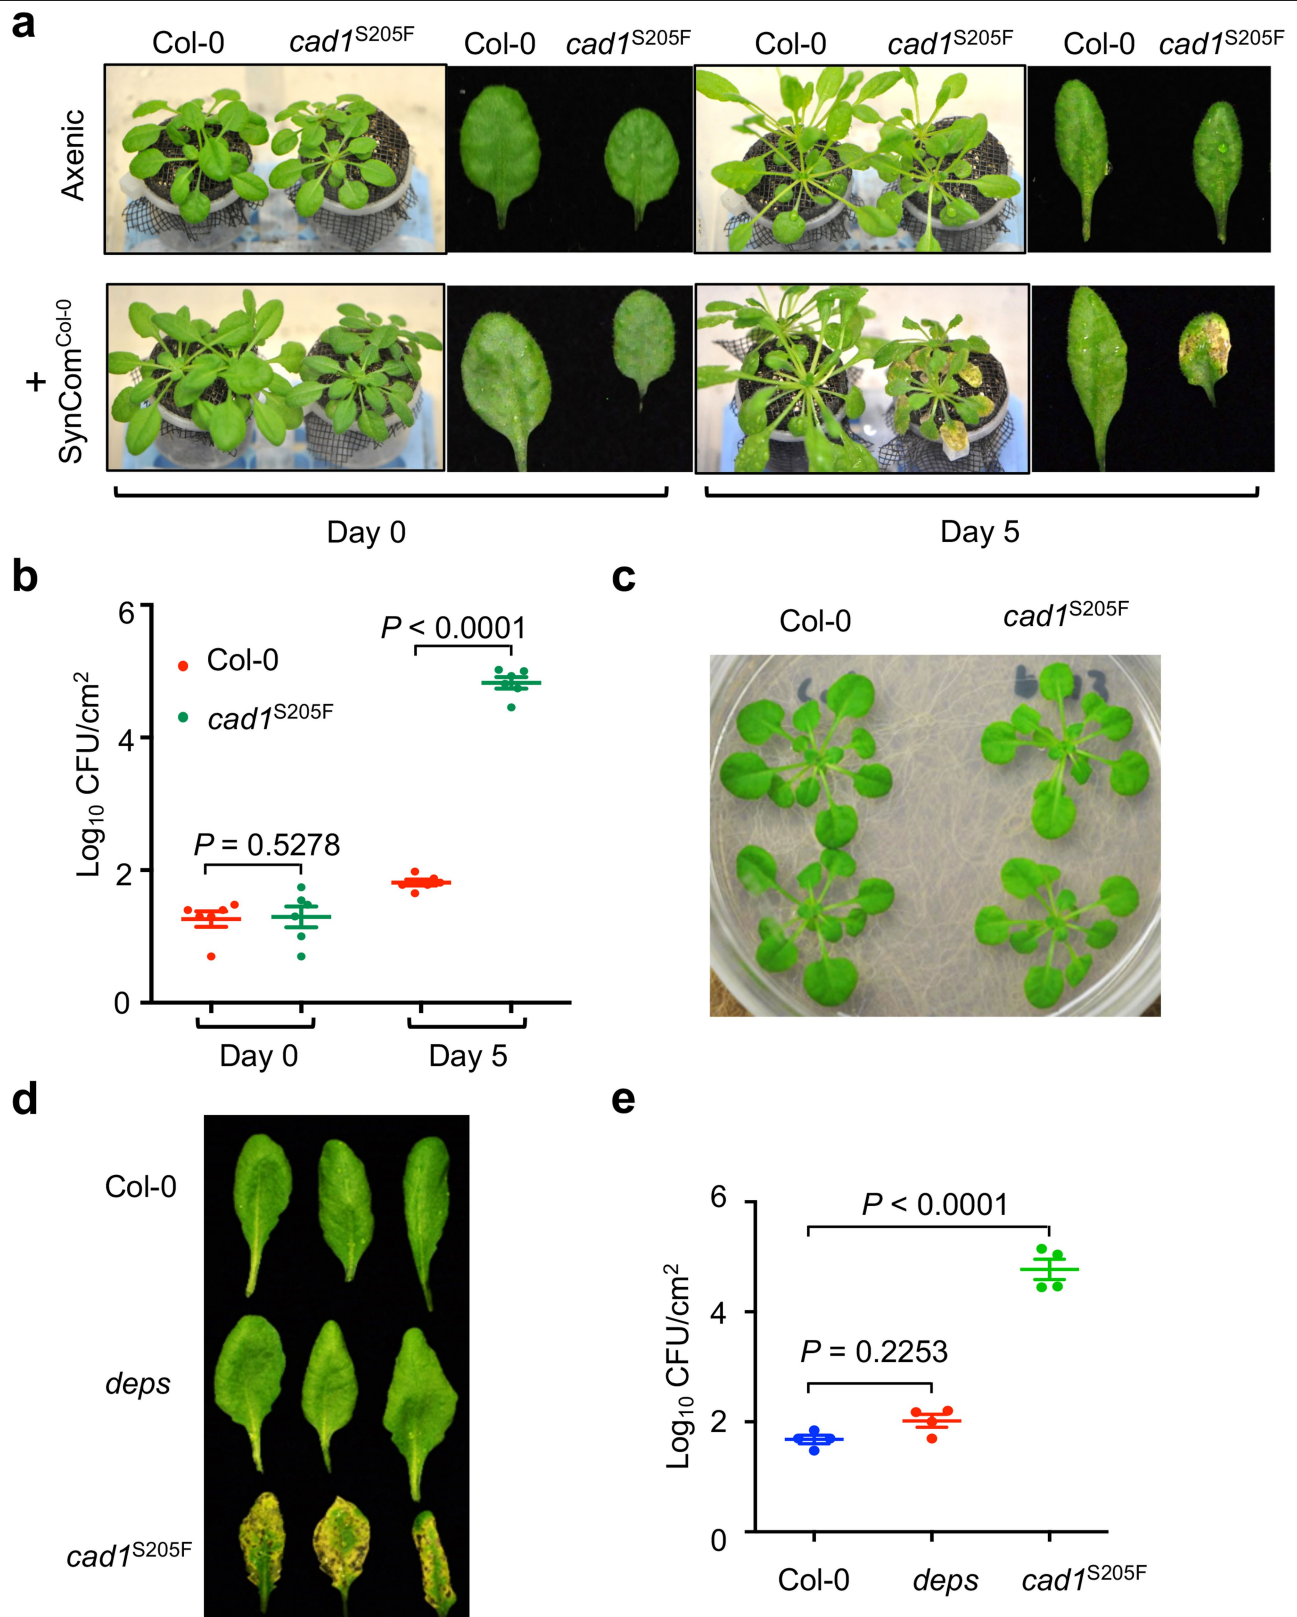 a
Col-0 cad1S205F Col-0 cad1S205F Col-0 cad1S205F Col-0 cad1S205F
Axenic
+ SynComCol-0
Day 0 Day 5
b
6
4
2
0
Log10 CFU/cm2
Col-0
cad1S205F
P = 0.5278
P < 0.0001
Day 0 Day 5
c
Col-0 cad1S205F
d
Col-0
deps
cad1S205F
e
6
4
2
0
Log10 CFU/cm2
P < 0.0001
P = 0.2253
Col-0 deps cad1S205F